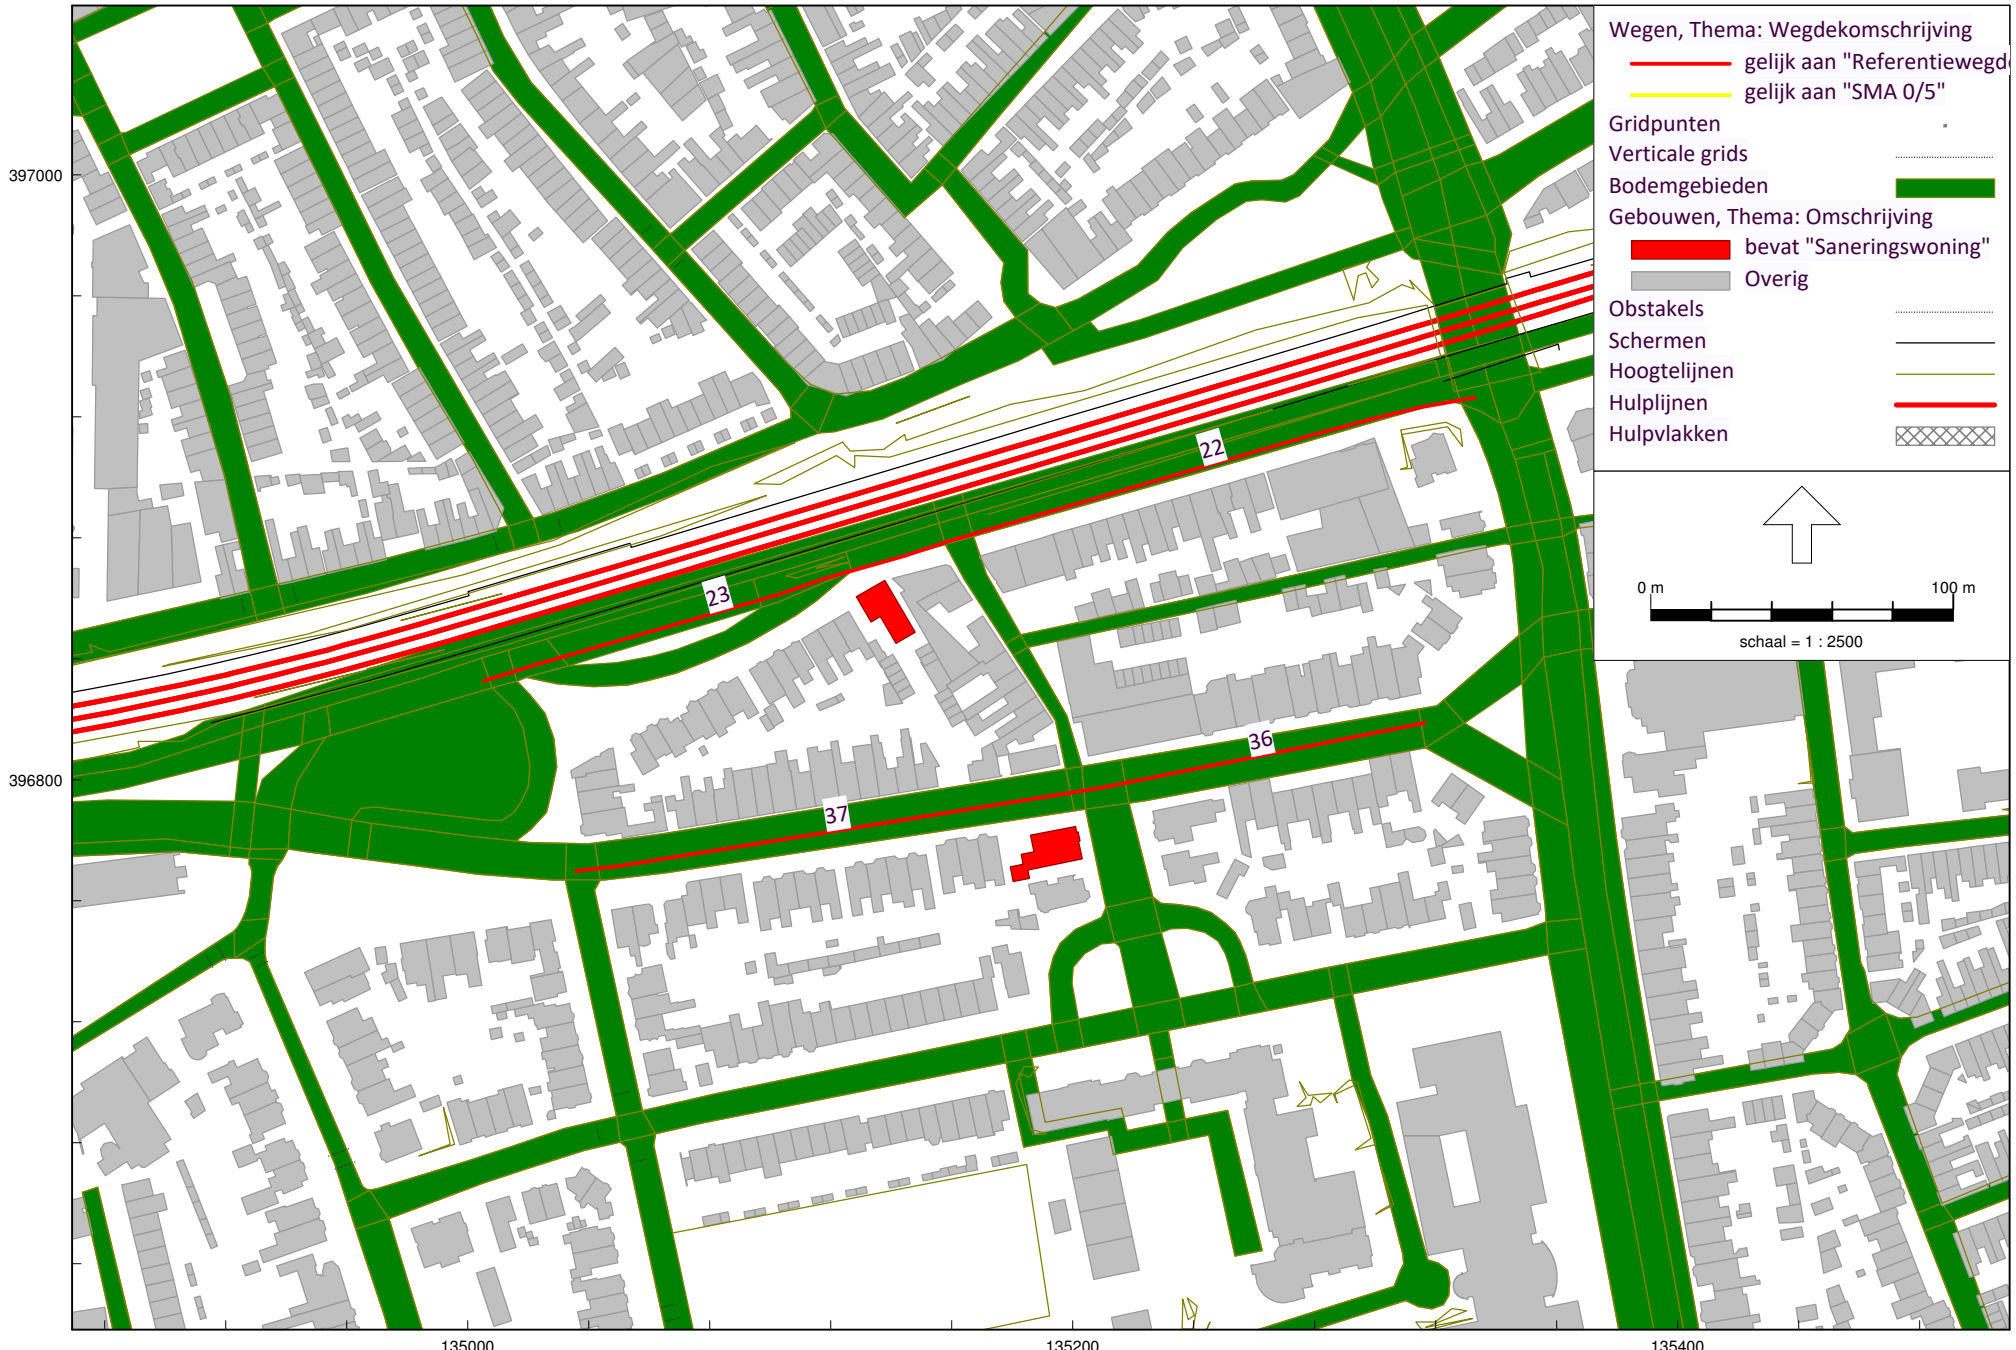 Wegen, Thema: Wegdekomschrijving
gelijk aan "Referentiewegd
gelijk aan "SMA 0/5"
Gridpunten
Verticale grids
Bodemgebieden
Gebouwen, Thema: Omschrijving
bevat "Saneringswoning"
Overig
Obstakels
Schermen
Hoogtelijnen
Hulplijnen
Hulpvlakken
0 m 100 m
schaal = 1 : 2500
397000
22
23
36
396800
37
135000 135200 135400